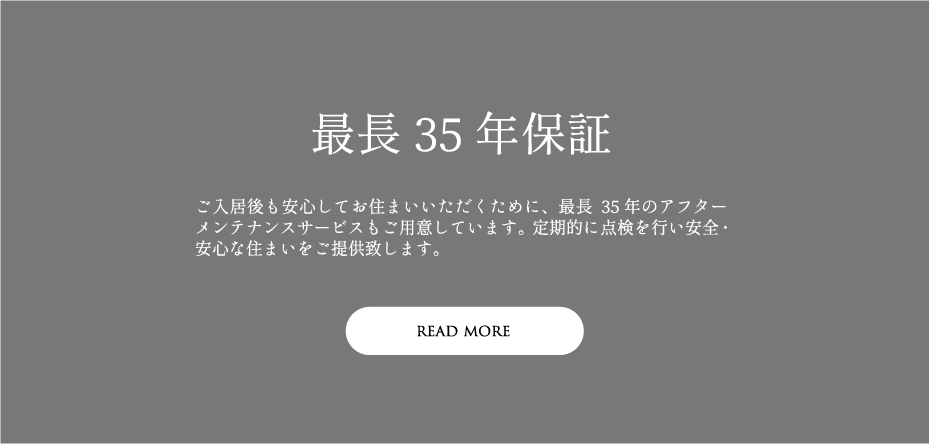 最長 35 年保証
ご入居後も安心してお住まいいただくために、最長 35 年のアフター
メンテナンスサービスもご用意しています。定期的に点検を行い安全・
安心な住まいをご提供致します。
READ MORE